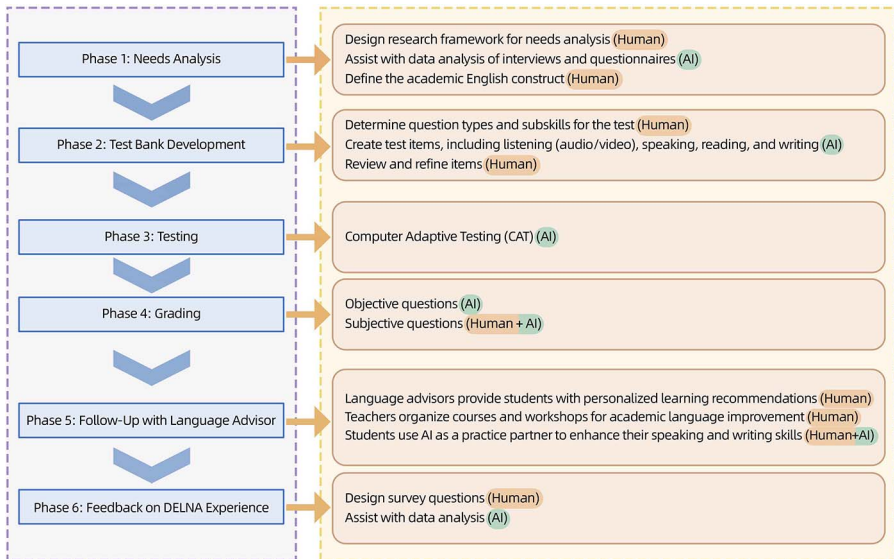 Phase 1: Needs Analysis
Design research framework for needs analysis (Human)
Assist with data analysis of interviews and questionnaires (AI)
Define the academic English construct (Human)
Phase 2: Test Bank Development
Determine question types and subskills for the test (Human)
Create test items, including listening (audio/video), speaking, reading, and writing (AI)
Review and refine items (Human)
Phase 3: Testing
Computer Adaptive Testing (CAT) (AI)
Phase 4: Grading
Objective questions (AI)
Subjective questions (Human + AI)
Phase 5: Follow-Up with Language Advisor
Language advisors provide students with personalized learning recommendations (Human)
Teachers organize courses and workshops for academic language improvement (Human)
Students use AI as a practice partner to enhance their speaking and writing skills (Human+AI)
Phase 6: Feedback on DELNA Experience
Design survey questions (Human)
Assist with data analysis (AI)